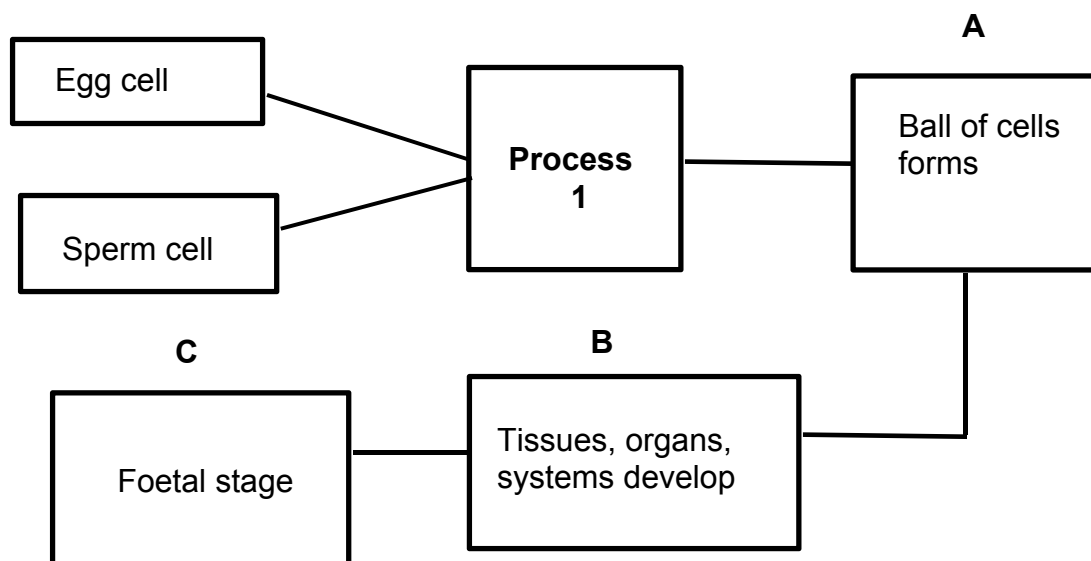 A
Egg cell
Process
1
Ball of cells
forms
Sperm cell
C
B
Foetal stage
Tissues, organs,
systems develop